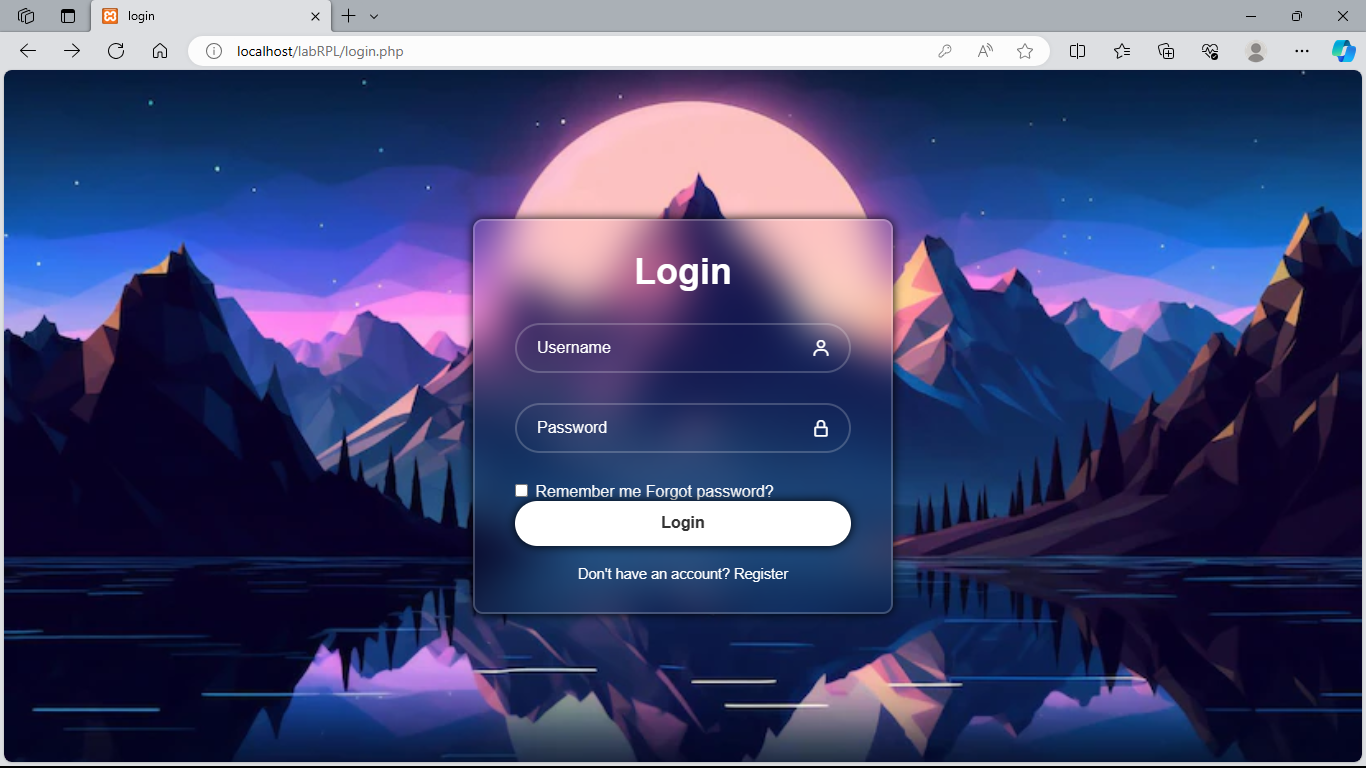 login
localhost/labRPL/login.php
Login
Username
Password
Remember me Forgot password?
Login
Don't have an account? Register